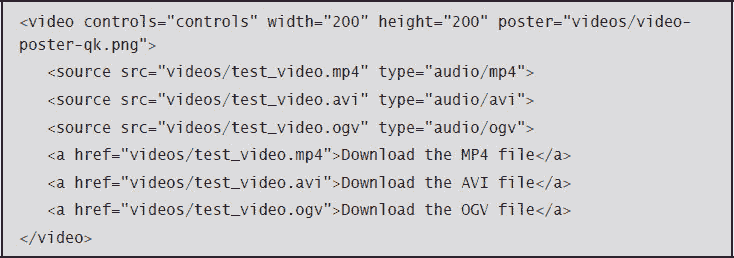 <video controls="controls" width="200" height="200" poster="videos/video-
poster-qk.png">
<source src="videos/test_video.mp4" type="audio/mp4">
<source src="videos/test_video.avi" type="audio/avi">
<source src="videos/test_video.ogv" type="audio/ogv">
<a href="videos/test_video.mp4">Download the MP4 file</a>
<a href="videos/test_video.avi">Download the AVI file</a>
<a href="videos/test_video.ogv">Download the OGV file</a>
</video>